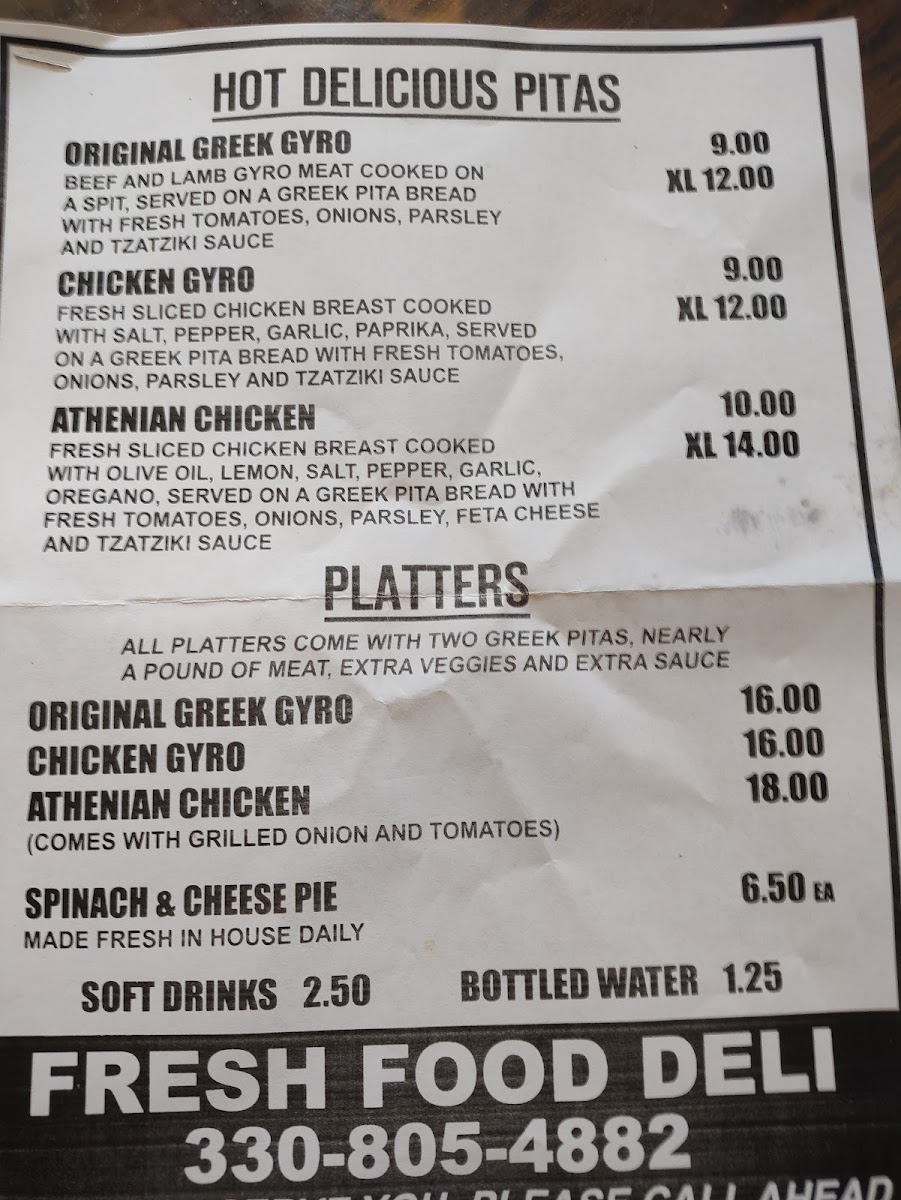 HOT DELICIOUS PITAS
ORIGINAL GREEK GYRO 9.00
BEEF AND LAMB GYRO MEAT COOKED ON XL 12.00
A SPIT, SERVED ON A GREEK PITA BREAD
WITH FRESH TOMATOES, ONIONS, PARSLEY
AND TZATZIKI SAUCE
CHICKEN GYRO 9.00
FRESH SLICED CHICKEN BREAST COOKED XL 12.00
WITH SALT, PEPPER, GARLIC, PAPRIKA, SERVED
ON A GREEK PITA BREAD WITH FRESH TOMATOES,
ONIONS, PARSLEY AND TZATZIKI SAUCE
ATHENIAN CHICKEN 10.00
FRESH SLICED CHICKEN BREAST COOKED XL 14.00
WITH OLIVE OIL, LEMON, SALT, PEPPER, GARLIC,
OREGANO, SERVED ON A GREEK PITA BREAD WITH
FRESH TOMATOES, ONIONS, PARSLEY, FETA CHEESE
AND TZATZIKI SAUCE
PLATTERS
ALL PLATTERS COME WITH TWO GREEK PITAS, NEARLY
A POUND OF MEAT, EXTRA VEGGIES AND EXTRA SAUCE
ORIGINAL GREEK GYRO 16.00
CHICKEN GYRO 16.00
ATHENIAN CHICKEN 18.00
(COMES WITH GRILLED ONION AND TOMATOES)
SPINACH & CHEESE PIE 6.50 EA
MADE FRESH IN HOUSE DAILY
SOFT DRINKS 2.50 BOTTLED WATER 1.25
FRESH FOOD DELI
330-805-4882
YOU, PLEASE CALL AHEAD